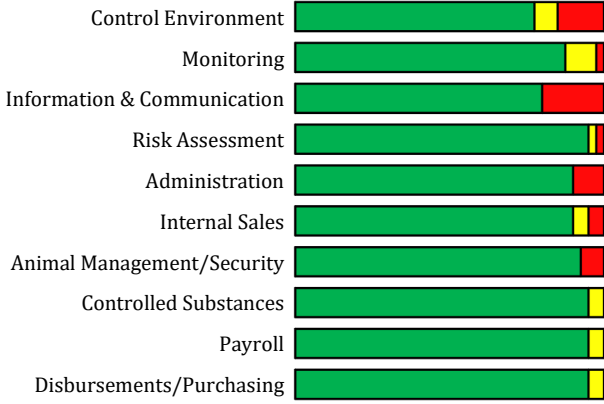 Control Environment
Monitoring
Information & Communication
Risk Assessment
Administration
Internal Sales
Animal Management/Security
Controlled Substances
Payroll
Disbursements/Purchasing